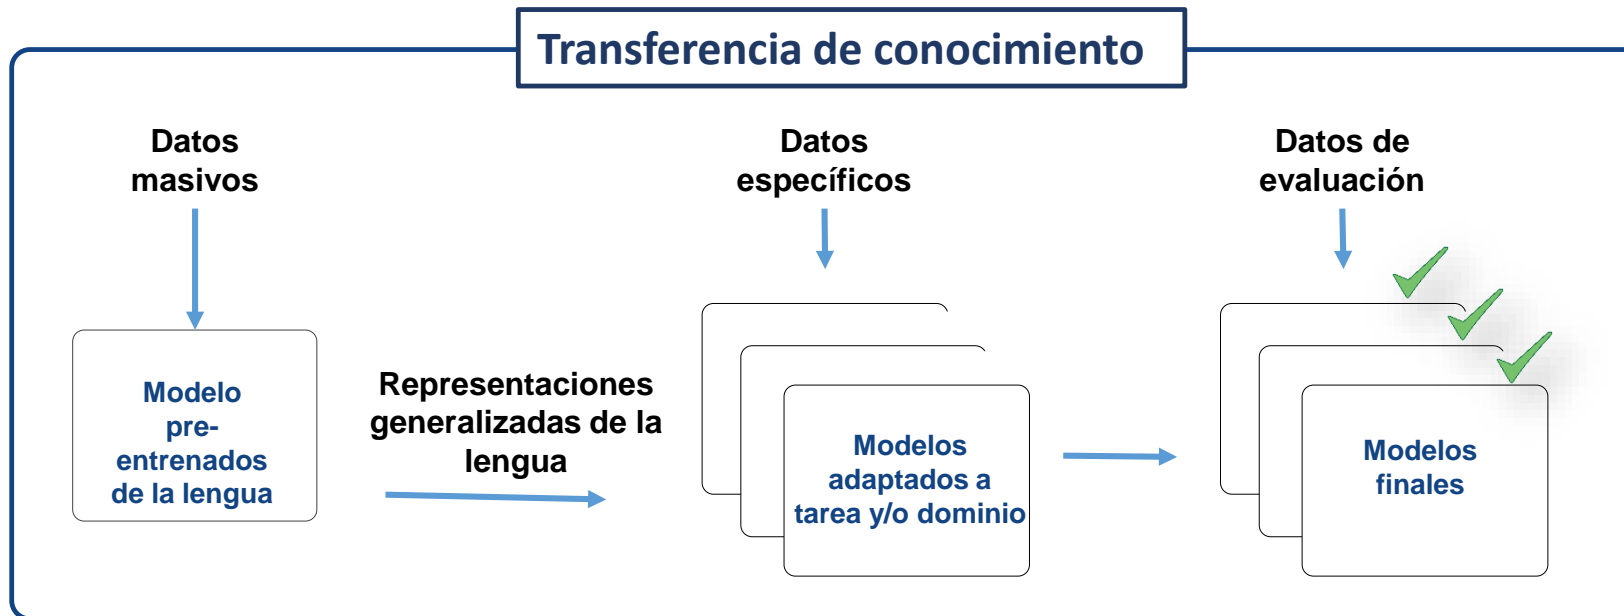 Transferencia de conocimiento
Datos
masivos
Datos
específicos
Datos de
evaluación
Modelo
pre-
entrenados
de la lengua
Representaciones
generalizadas de la
lengua
Modelos
adaptados a
tarea y/o dominio
Modelos
finales